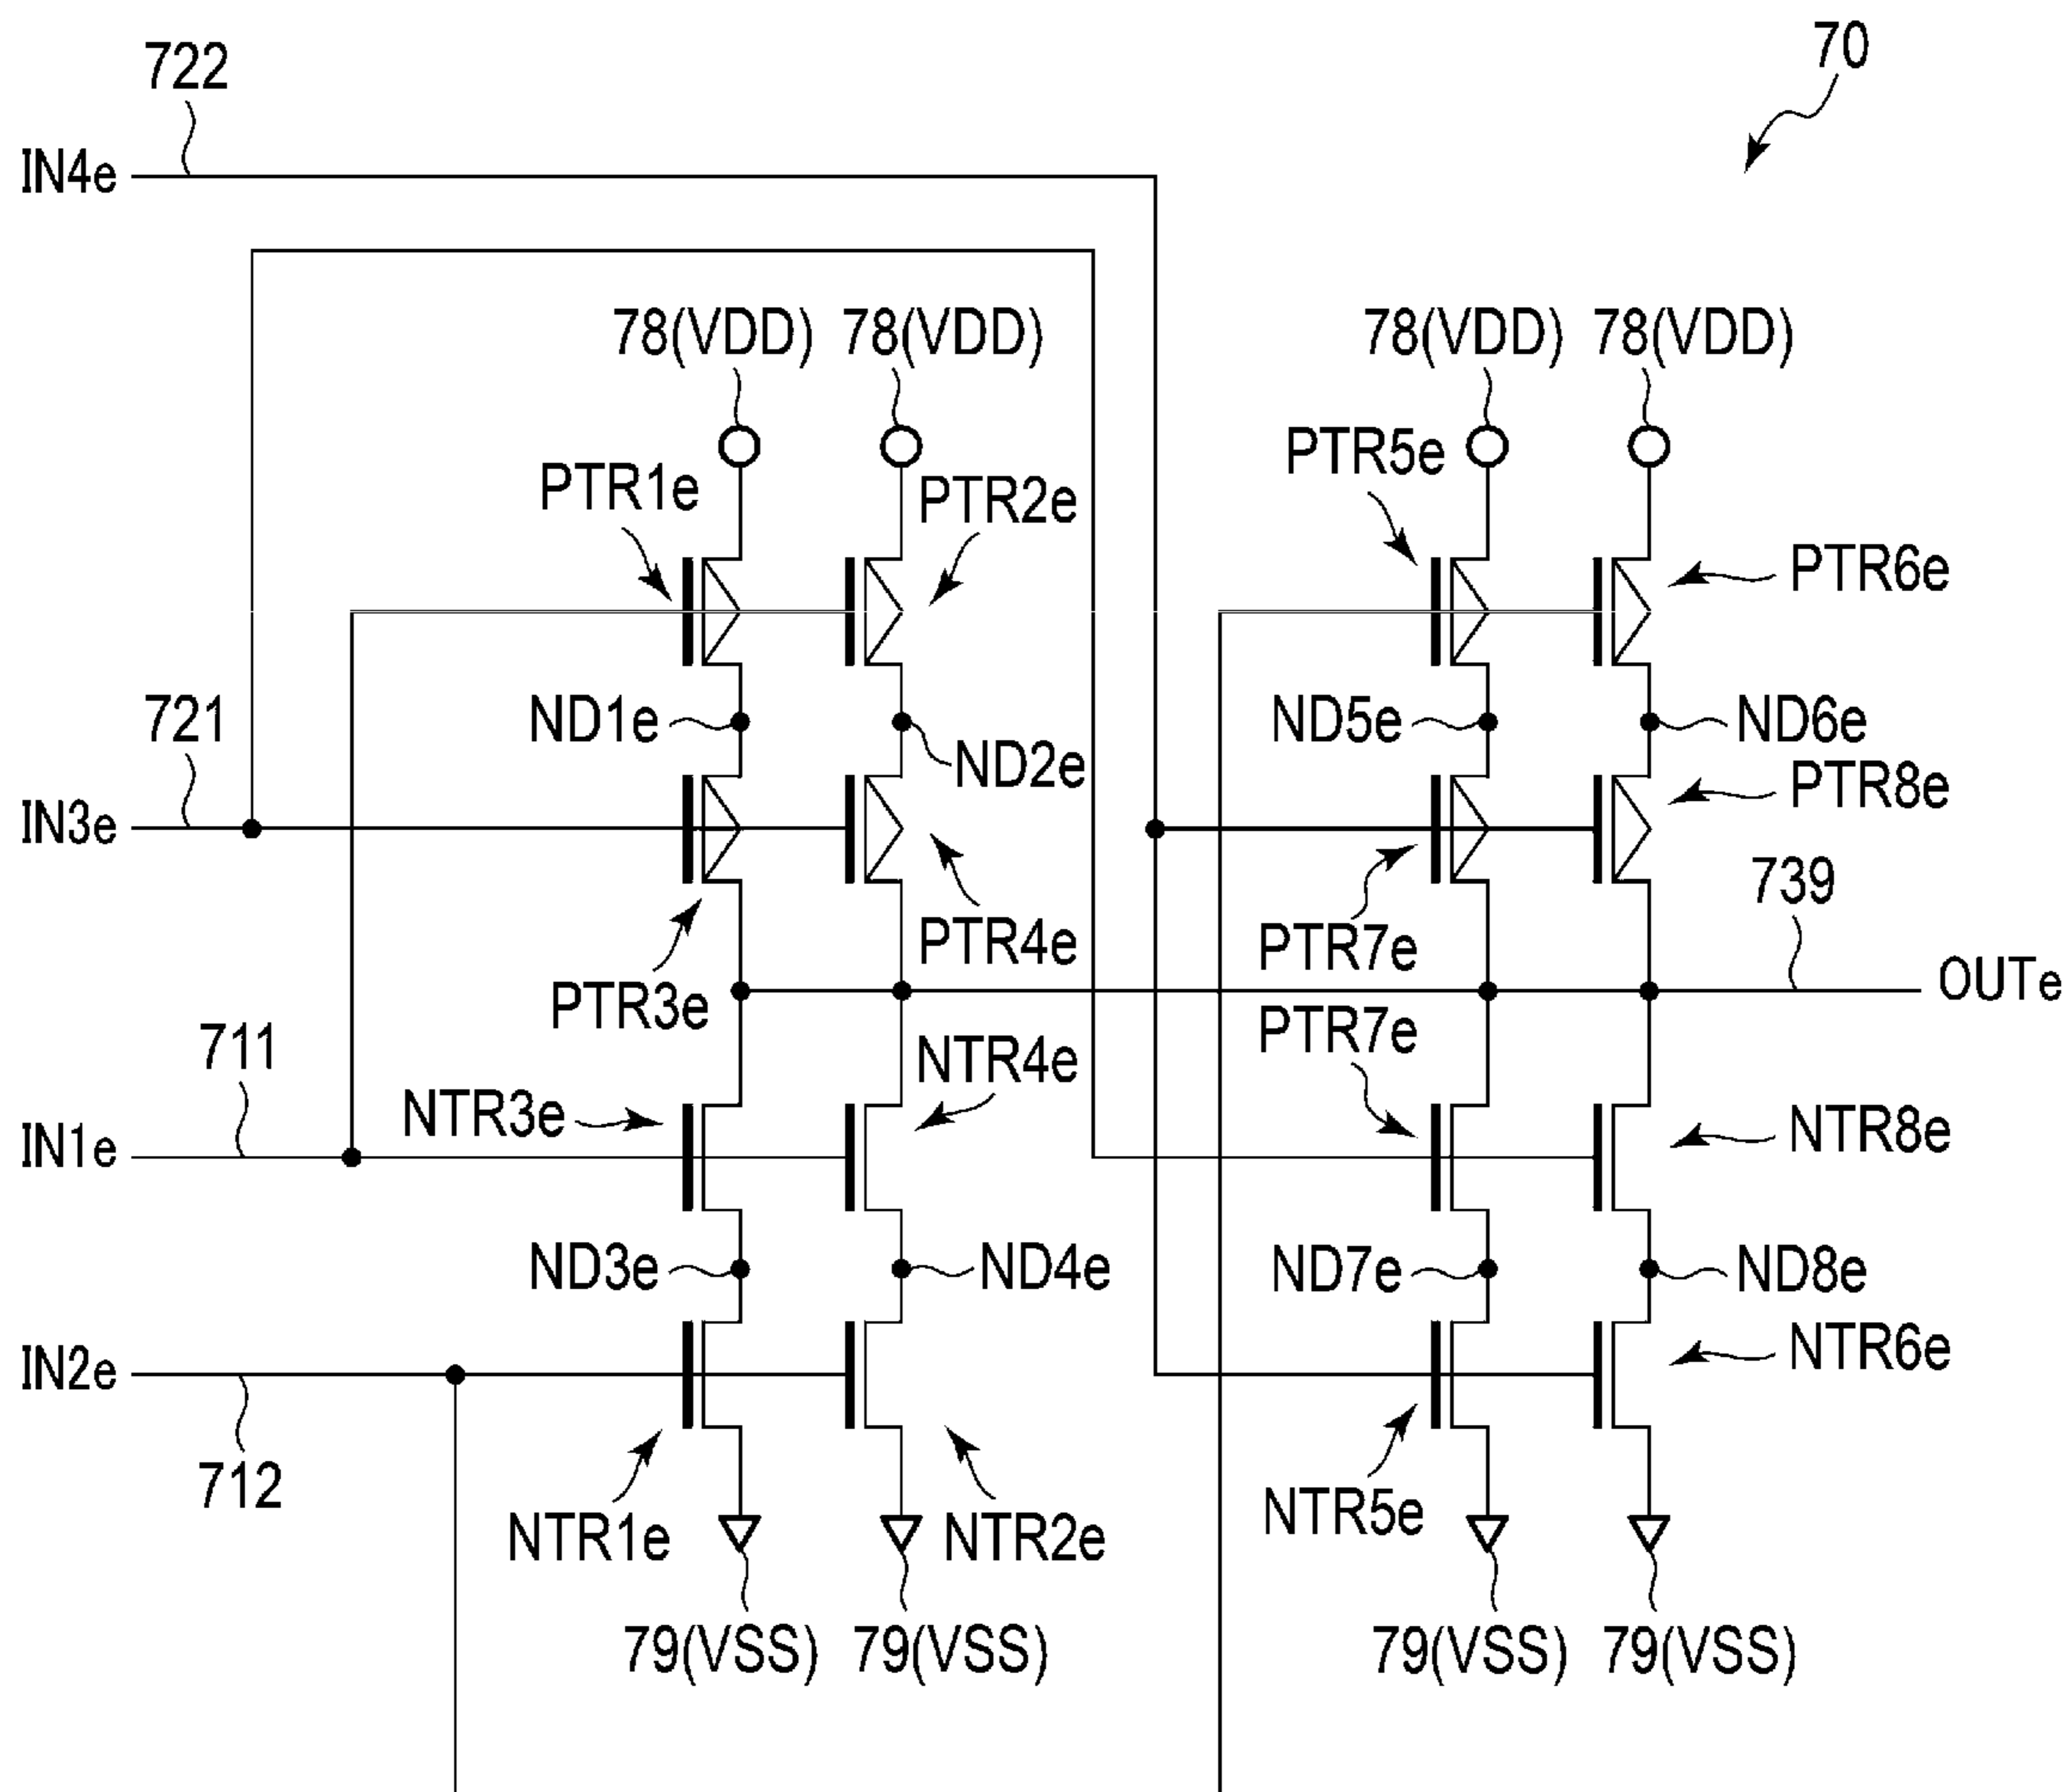 70
722
IN4e
78(VDD) 78(VDD) 78(VDD) 78(VDD)
PTR1e PTR2e PTR5e PTR6e
721 ND1e ND2e ND5e ND6e
IN3e PTR8e
739
PTR3e PTR4e PTR7e
OUTe
711 NTR3e NTR4e PTR7e NTR8e
IN1e
ND3e ND4e ND7e ND8e
IN2e NTR6e
712 NTR1e NTR2e NTR5e
79(VSS) 79(VSS) 79(VSS) 79(VSS)